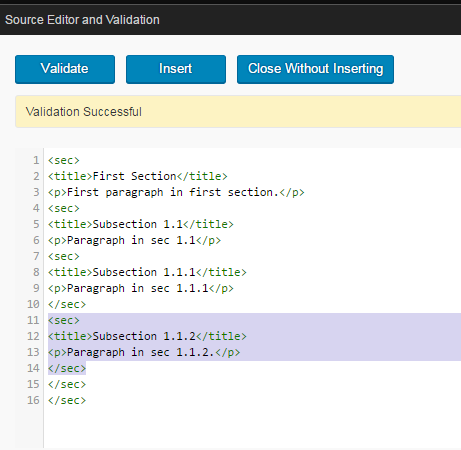 Source Editor and Validation
Validate Insert Close Without Inserting
Validation Successful
1 <sec>
2 <title>First Section</title>
3 <p>First paragraph in first section.</p>
4 <sec>
5 <title>Subsection 1.1</title>
6 <p>Paragraph in sec 1.1</p>
7 <sec>
8 <title>Subsection 1.1.1</title>
9 <p>Paragraph in sec 1.1.1</p>
10 </sec>
11 <sec>
12 <title>Subsection 1.1.2</title>
13 <p>Paragraph in sec 1.1.2.</p>
14 </sec>
15 </sec>
16 </sec>